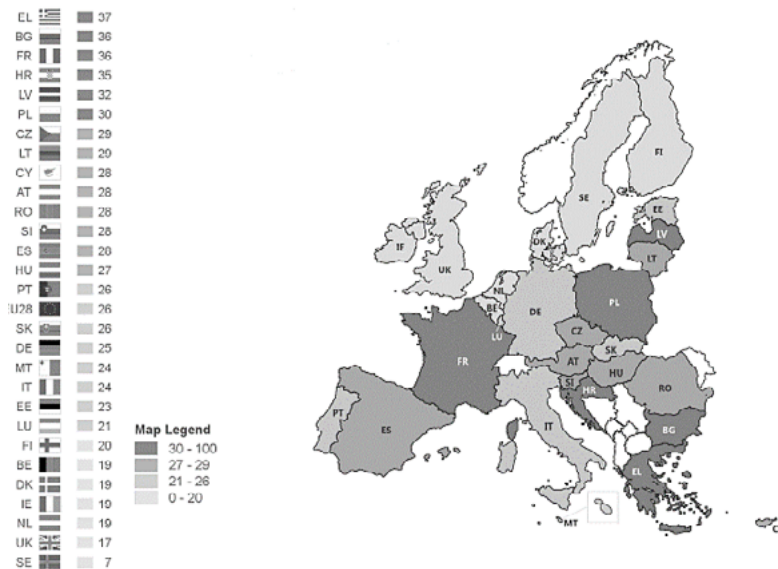 EL 37
BG 36
FR 36
HR 35
LV 32
PL 30
CZ 29
LT 29
CY 28
AT 28
RO 28
SI 28
ES 28
HU 27
PT 26
EU28 26
SK 26
DE 25
MT 24
IT 24
EE 23
LU 21
FI 20
BE 19
DK 19
IE 19
NL 19
UK 17
SE 7
Map Legend
30 - 100
27 - 29
21 - 26
0 - 20
FI
SE
EE
LV
LT
DK
IE
UK
NL
BE
DE
PL
LU
CZ
SK
FR
AT
HU
SI
HR
RO
PT
ES
IT
BG
EL
MT
C